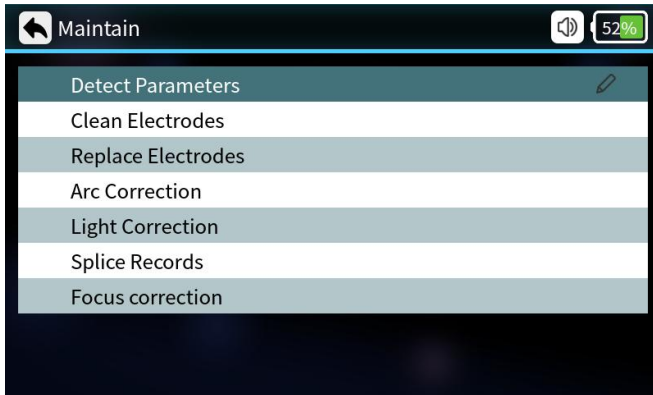 Maintain
52%
Detect Parameters
Clean Electrodes
Replace Electrodes
Arc Correction
Light Correction
Splice Records
Focus correction